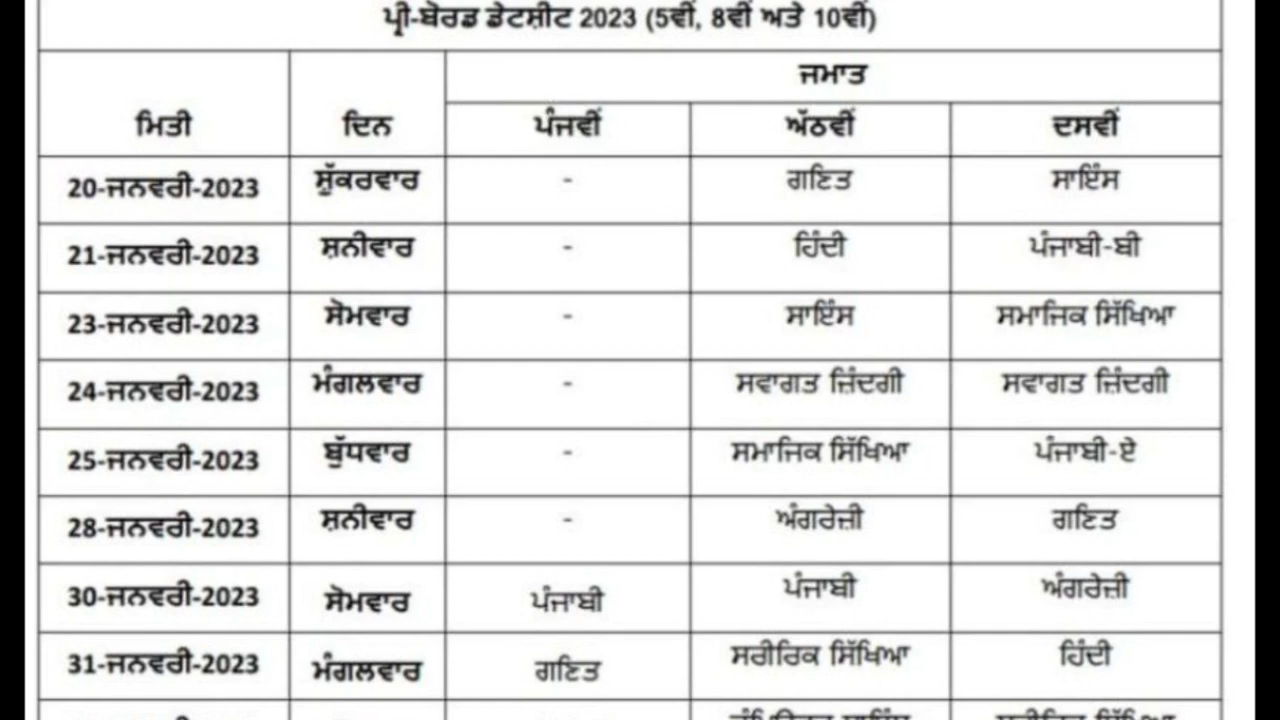 ਪ੍ਰੀ-ਬੋਰਡ ਡੇਟਸ਼ੀਟ 2023 (5ਵੀਂ, 8ਵੀਂ ਅਤੇ 10ਵੀਂ)
ਜਮਾਤ
ਮਿਤੀ ਦਿਨ ਪੰਜਵੀਂ ਅੱਠਵੀਂ ਦਸਵੀਂ
20-ਜਨਵਰੀ-2023 ਸ਼ੁੱਕਰਵਾਰ - ਗਣਿਤ ਸਾਇੰਸ
21-ਜਨਵਰੀ-2023 ਸ਼ਨੀਵਾਰ - ਹਿੰਦੀ ਪੰਜਾਬੀ-ਬੀ
23-ਜਨਵਰੀ-2023 ਸੋਮਵਾਰ - ਸਾਇੰਸ ਸਮਾਜਿਕ ਸਿੱਖਿਆ
24-ਜਨਵਰੀ-2023 ਮੰਗਲਵਾਰ - ਸਵਾਗਤ ਜ਼ਿੰਦਗੀ ਸਵਾਗਤ ਜ਼ਿੰਦਗੀ
25-ਜਨਵਰੀ-2023 ਬੁੱਧਵਾਰ - ਸਮਾਜਿਕ ਸਿੱਖਿਆ ਪੰਜਾਬੀ-ਏ
28-ਜਨਵਰੀ-2023 ਸ਼ਨੀਵਾਰ - ਅੰਗਰੇਜ਼ੀ ਗਣਿਤ
30-ਜਨਵਰੀ-2023 ਸੋਮਵਾਰ ਪੰਜਾਬੀ ਪੰਜਾਬੀ ਅੰਗਰੇਜ਼ੀ
31-ਜਨਵਰੀ-2023 ਮੰਗਲਵਾਰ ਗਣਿਤ ਸਰੀਰਿਕ ਸਿੱਖਿਆ ਹਿੰਦੀ